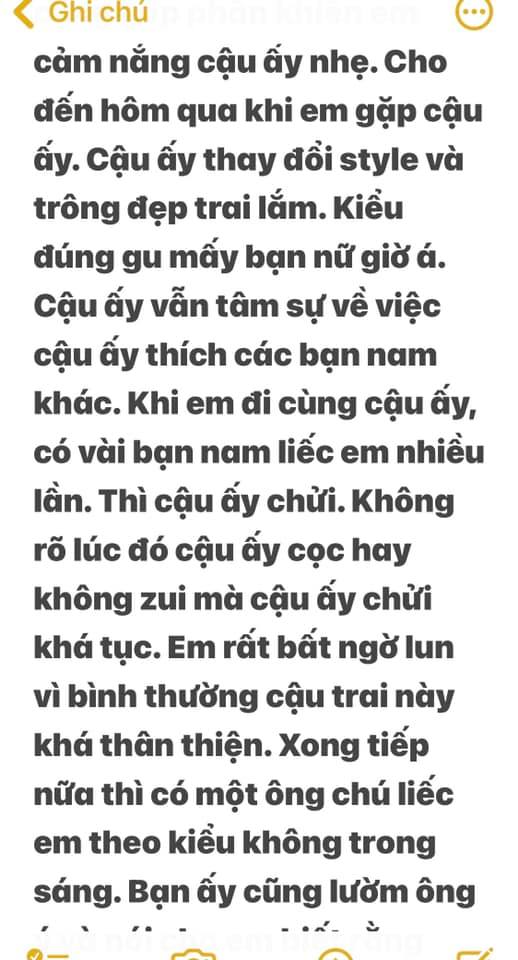 Ghi chú
cảm nắng cậu ấy nhẹ. Cho
đến hôm qua khi em gặp cậu
ấy. Cậu ấy thay đổi style và
trông đẹp trai lắm. Kiểu
đúng gu mấy bạn nữ giờ á.
Cậu ấy vẫn tâm sự về việc
cậu ấy thích các bạn nam
khác. Khi em đi cùng cậu ấy,
có vài bạn nam liếc em nhiều
lần. Thì cậu ấy chửi. Không
rõ lúc đó cậu ấy cọc hay
không zui mà cậu ấy chửi
khá tục. Em rất bất ngờ lun
vì bình thường cậu trai này
khá thân thiện. Xong tiếp
nữa thì có một ông chú liếc
em theo kiểu không trong
sáng. Bạn ấy cũng lườm ông